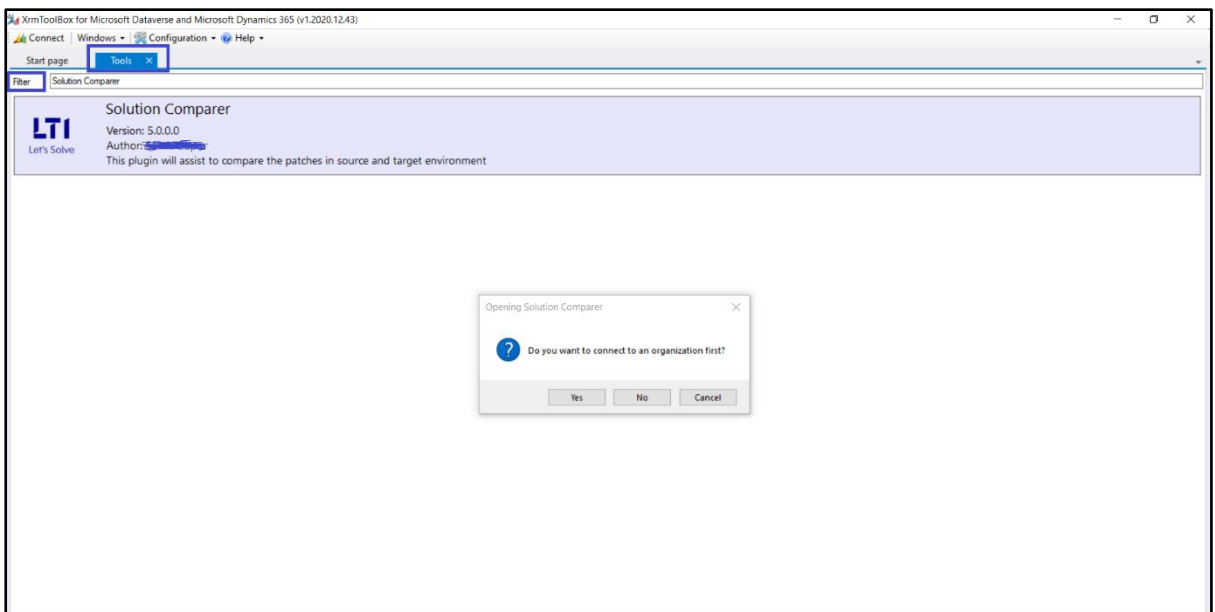 XrmToolBox for Microsoft Dataverse and Microsoft Dynamics 365 (v1.2020.12.43)
Connect Windows Configuration Help
Start page Tools
Filter Solution Comparer
Solution Comparer
LTI
Let's Solve
Version: 5.0.0.0
Author:
This plugin will assist to compare the patches in source and target environment
Opening Solution Comparer
? Do you want to connect to an organization first?
Yes No Cancel